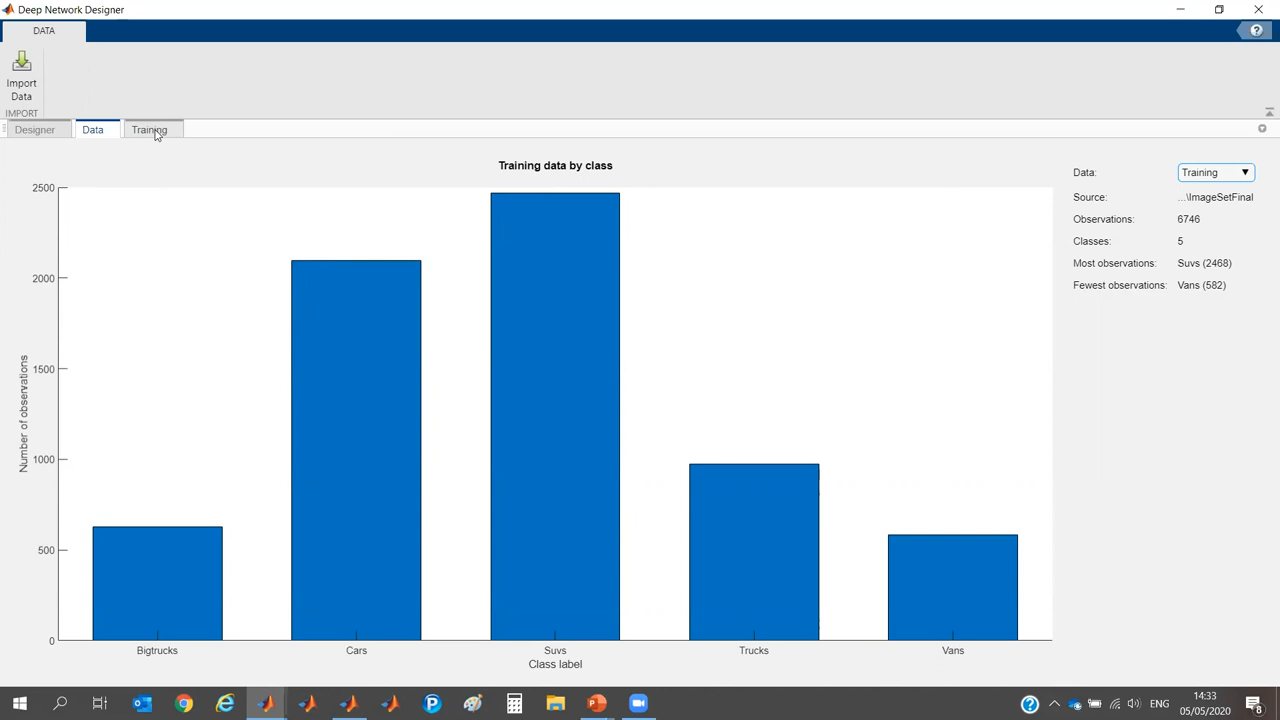 Deep Network Designer
DATA
Import
Data
IMPORT
Designer
Data
Training
Training data by class
2500
2000
1500
1000
500
0
Number of observations
Bigtrucks
Cars
Suvs
Trucks
Vans
Class label
Data: Training
Source: ...\ImageSetFinal
Observations: 6746
Classes: 5
Most observations: Suvs (2468)
Fewest observations: Vans (582)
ENG
14:33
05/05/2020
8